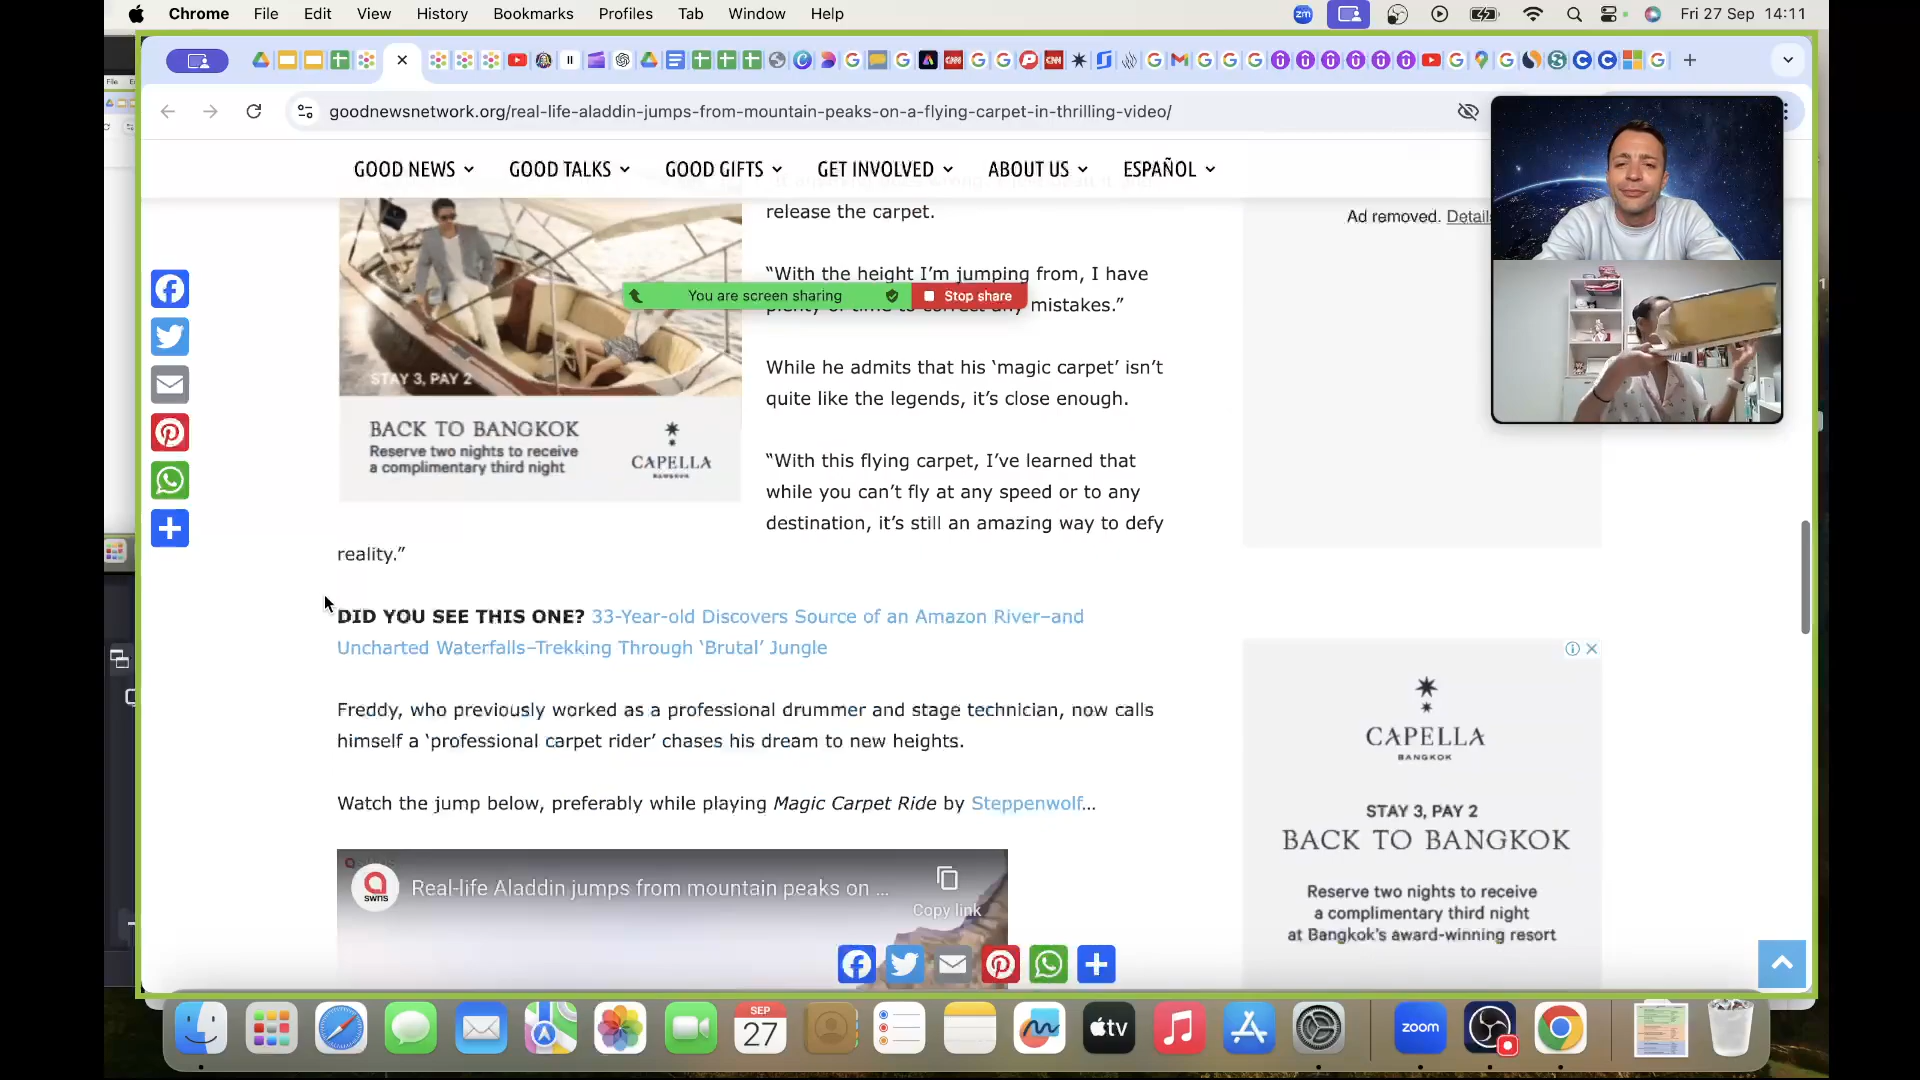 Chrome File Edit View History Bookmarks Profiles Tab Window Help
zm
Fri 27 Sep 14:11
goodnewsnetwork.org/real-life-aladdin-jumps-from-mountain-peaks-on-a-flying-carpet-in-thrilling-video/
GOOD NEWS GOOD TALKS GOOD GIFTS GET INVOLVED ABOUT US ESPAÑOL
release the carpet.
Ad removed. Details
“With the height I’m jumping from, I have
You are screen sharing
Stop share
plenty of time to correct any mistakes.”
While he admits that his ‘magic carpet’ isn’t
quite like the legends, it’s close enough.
STAY 3, PAY 2
BACK TO BANGKOK
Reserve two nights to receive
a complimentary third night
CAPELLA
BANGKOK
“With this flying carpet, I’ve learned that
while you can’t fly at any speed or to any
destination, it’s still an amazing way to defy
reality.”
DID YOU SEE THIS ONE? 33-Year-old Discovers Source of an Amazon River–and
Uncharted Waterfalls–Trekking Through ‘Brutal’ Jungle
Freddy, who previously worked as a professional drummer and stage technician, now calls
himself a ‘professional carpet rider’ chases his dream to new heights.
Watch the jump below, preferably while playing Magic Carpet Ride by Steppenwolf...
swns
Real-life Aladdin jumps from mountain peaks on ...
Copy link
CAPELLA
BANGKOK
STAY 3, PAY 2
BACK TO BANGKOK
Reserve two nights to receive
a complimentary third night
at Bangkok's award-winning resort
SEP
27
tv
zoom